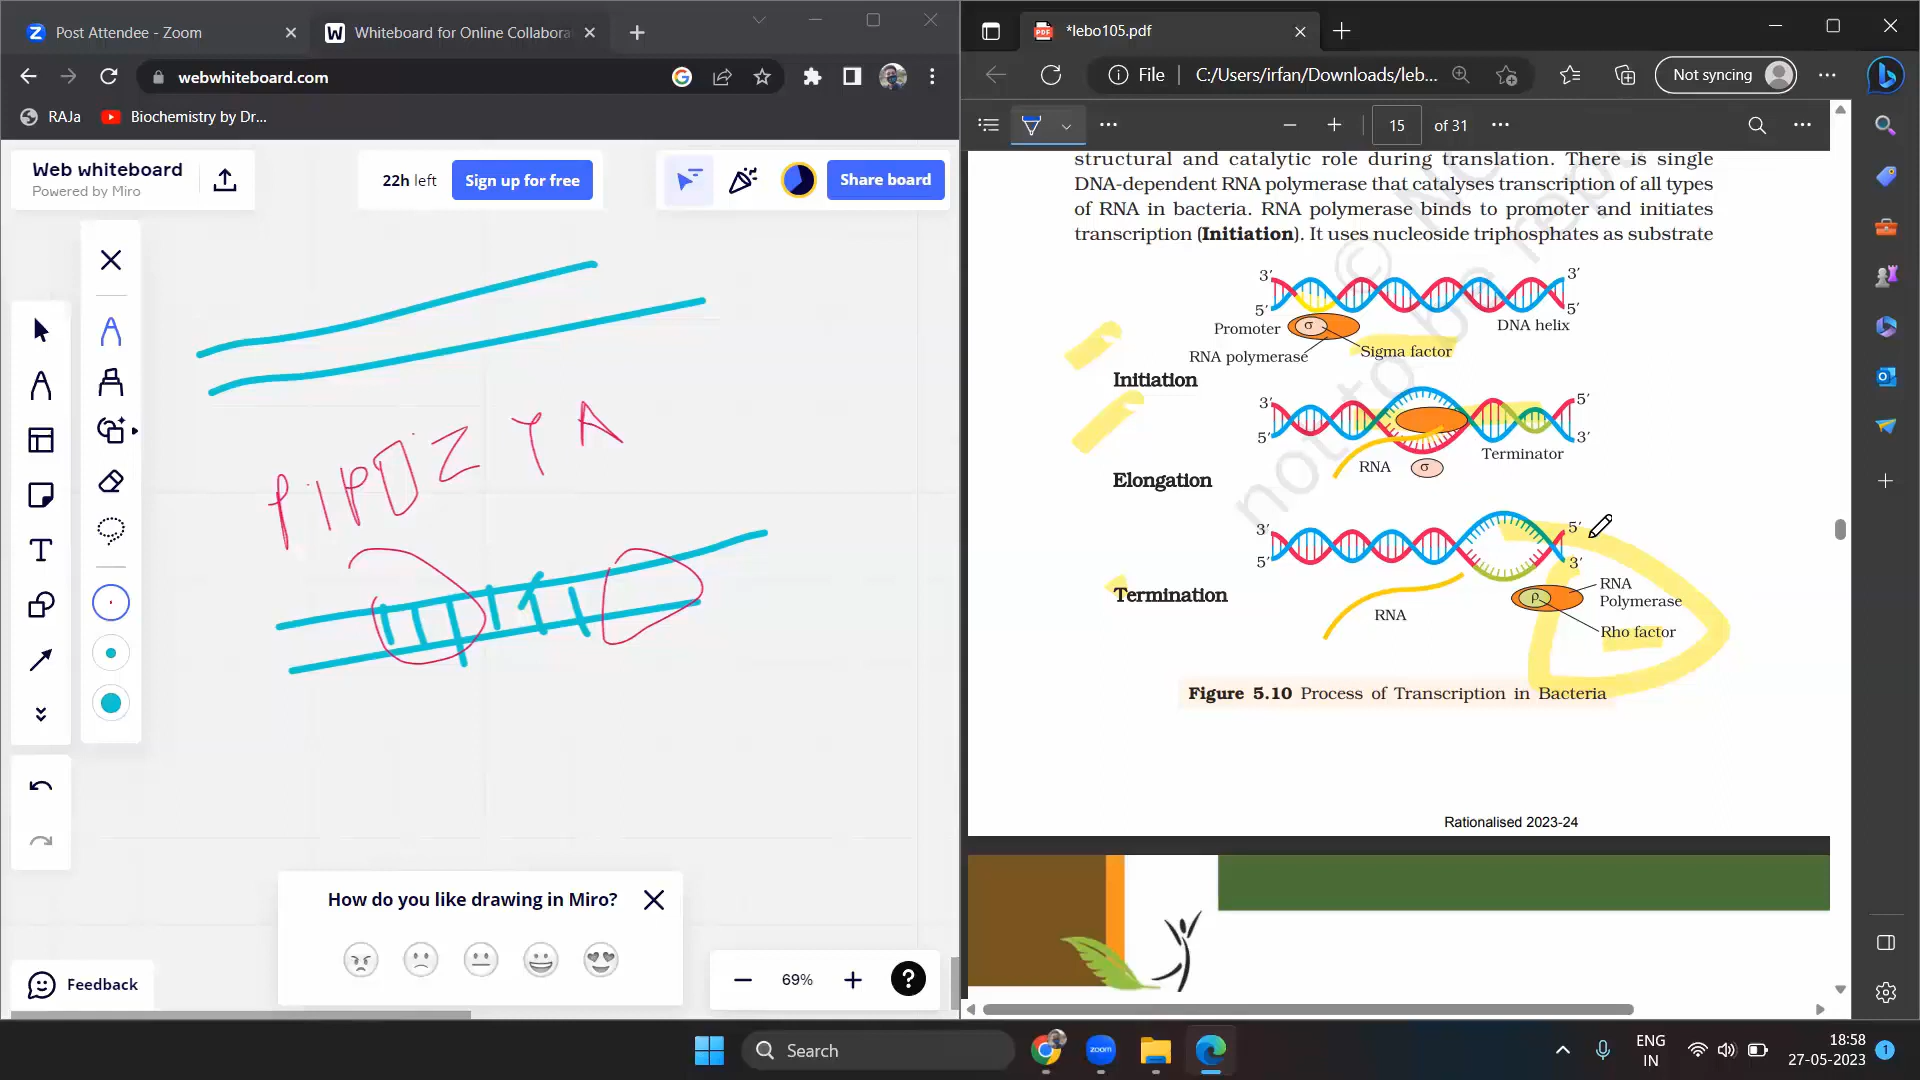 Post Attendee - Zoom
Whiteboard for Online Collabora
webwhiteboard.com
RAJa
Biochemistry by Dr...
Web whiteboard
Powered by Miro
22h left
Sign up for free
Share board
P I P O Z Y A
How do you like drawing in Miro?
Feedback
69%
*lebo105.pdf
File
C:/Users/irfan/Downloads/leb...
Not syncing
15 of 31
structural and catalytic role during translation. There is single
DNA-dependent RNA polymerase that catalyses transcription of all types
of RNA in bacteria. RNA polymerase binds to promoter and initiates
transcription (Initiation). It uses nucleoside triphosphates as substrate
3′ 3′
5′ 5′
Promoter σ DNA helix
RNA polymerase Sigma factor
Initiation
3′ 5′
5′ 3′
RNA σ Terminator
Elongation
3′ 5′
5′ 3′
RNA
Polymerase
ρ
Termination
RNA
Rho factor
Figure 5.10 Process of Transcription in Bacteria
Rationalised 2023-24
not to be rep
Search
zoom
ENG
IN
18:58
27-05-2023
1